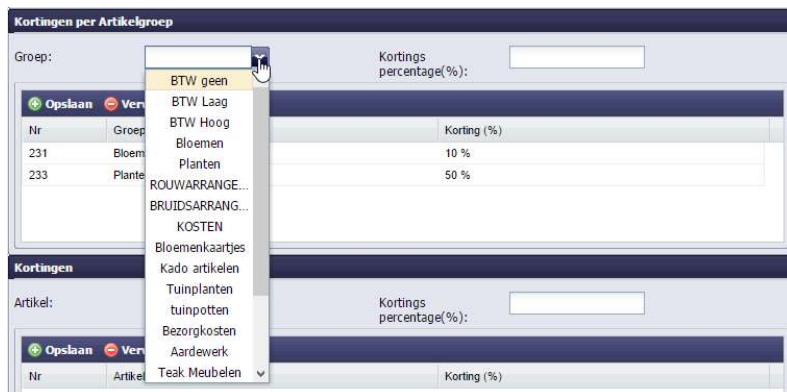 Kortingen per Artikelgroep
Groep:
Kortings
percentage(%):
BTW geen
BTW Laag
BTW Hoog
Bloemen
Planten
ROUWARRANGE...
BRUIDSARRANG...
KOSTEN
Bloemenkaartjes
Kado artikelen
Tuinplanten
tuinpotten
Bezorgkosten
Aardewerk
Teak Meubelen
Opslaan Ver
Nr Groep Korting (%)
231 Bloem 10 %
233 Plante 50 %
Kortingen
Artikel:
Kortings
percentage(%):
Opslaan Ver
Nr Artikel Korting (%)